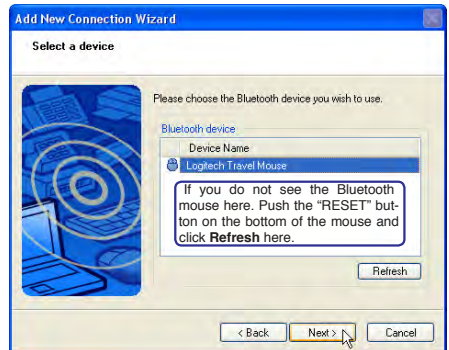 Add New Connection Wizard
Select a device
Please choose the Bluetooth device you wish to use.
Bluetooth device
Device Name
Logitech Travel Mouse
If you do not see the Bluetooth
mouse here. Push the “RESET” but-
ton on the bottom of the mouse and
click Refresh here.
Refresh
< Back Next > Cancel